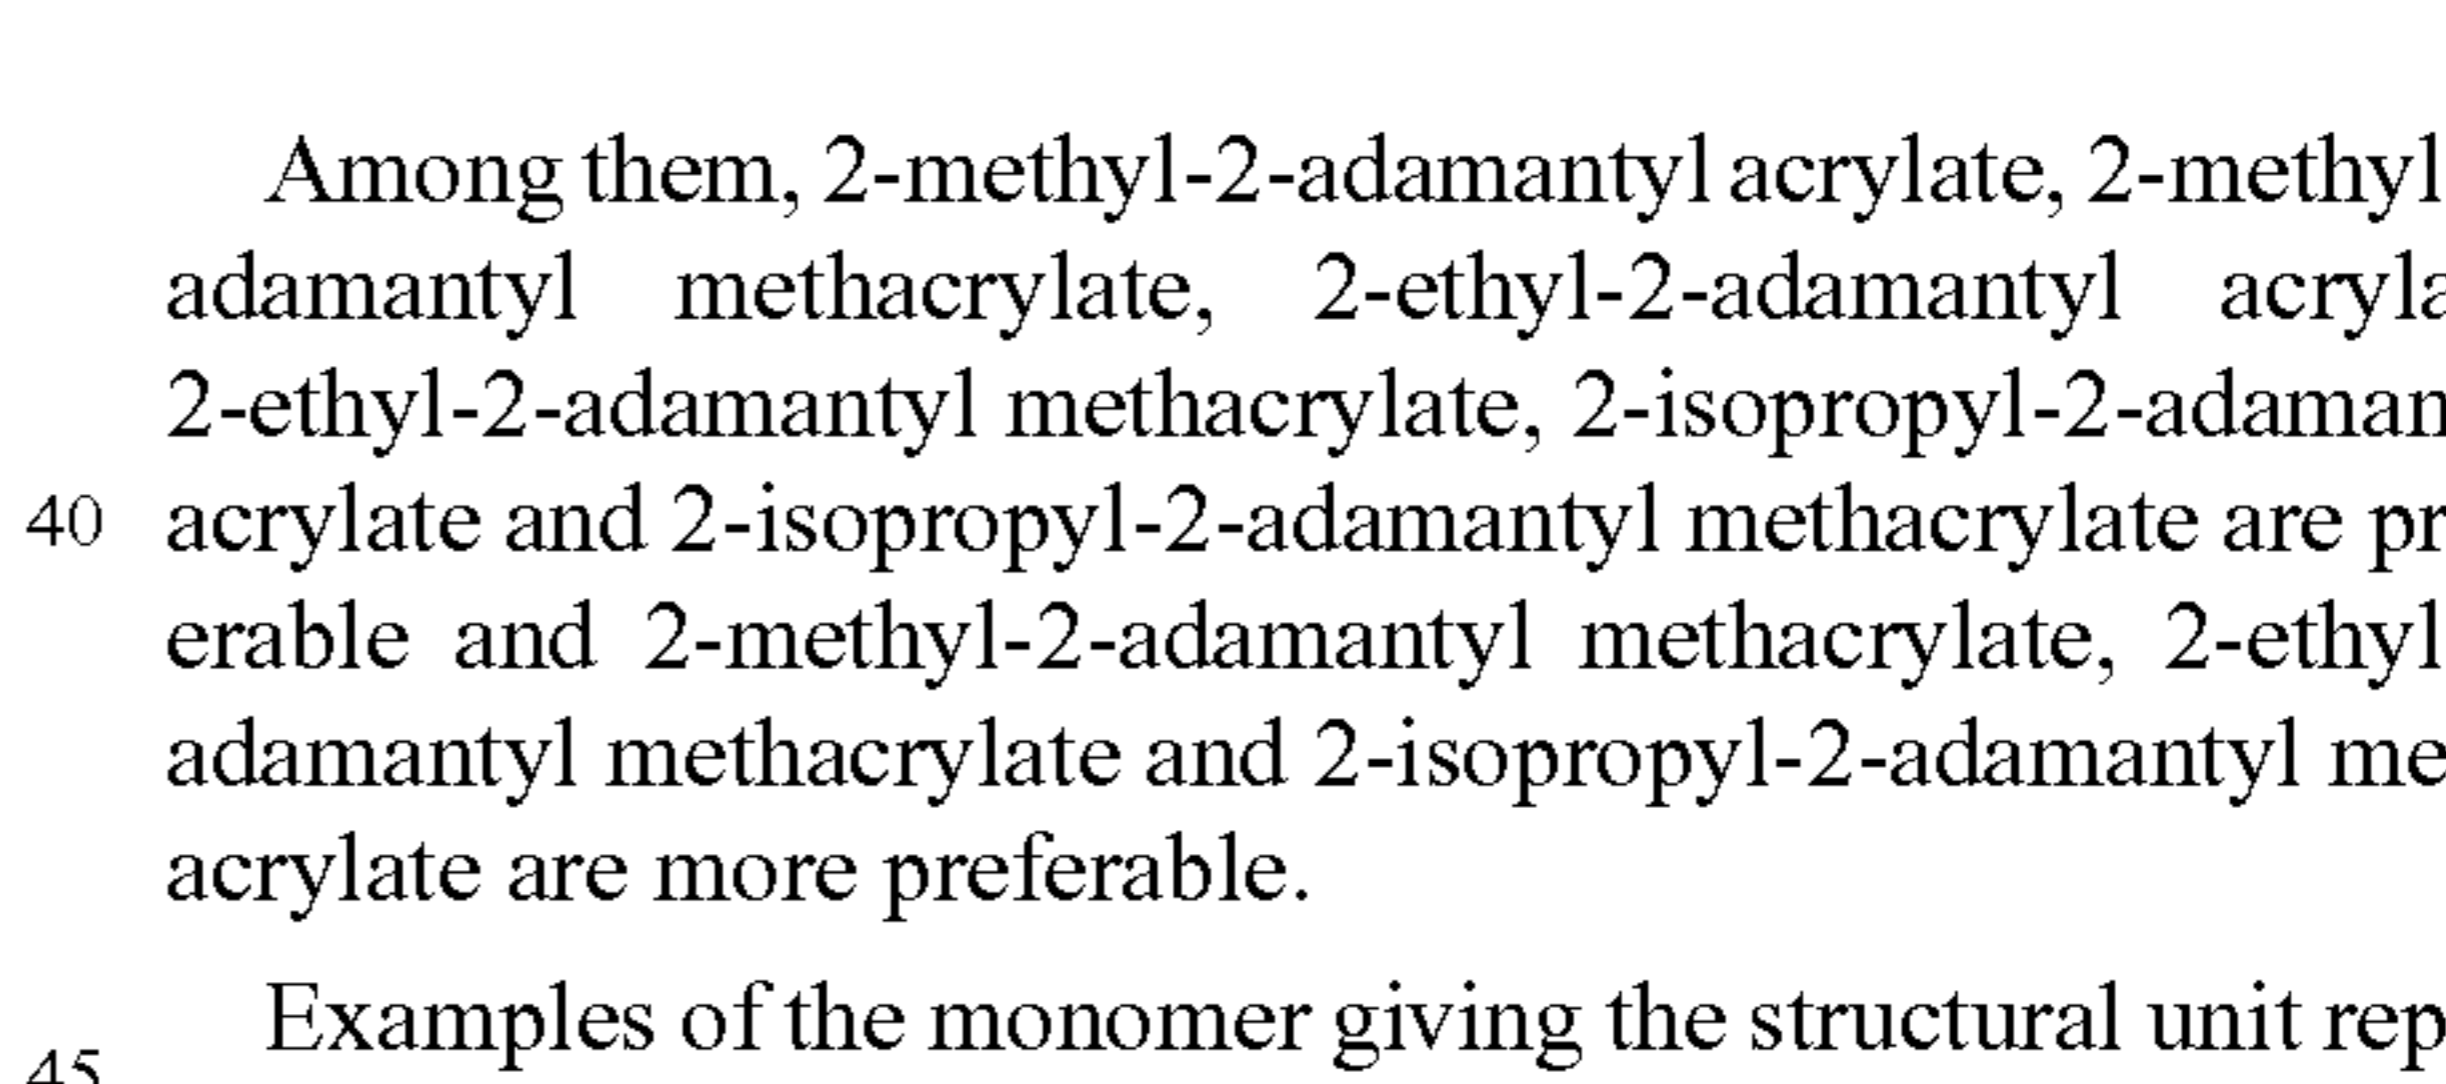 Among them, 2-methyl-2-adamantyl acrylate, 2-methyl
adamantyl methacrylate, 2-ethyl-2-adamantyl acryla
2-ethyl-2-adamantyl methacrylate, 2-isopropyl-2-adaman
40 acrylate and 2-isopropyl-2-adamantyl methacrylate are pr
erable and 2-methyl-2-adamantyl methacrylate, 2-ethyl
adamantyl methacrylate and 2-isopropyl-2-adamantyl me
acrylate are more preferable.
Examples of the monomer giving the structural unit rep
45